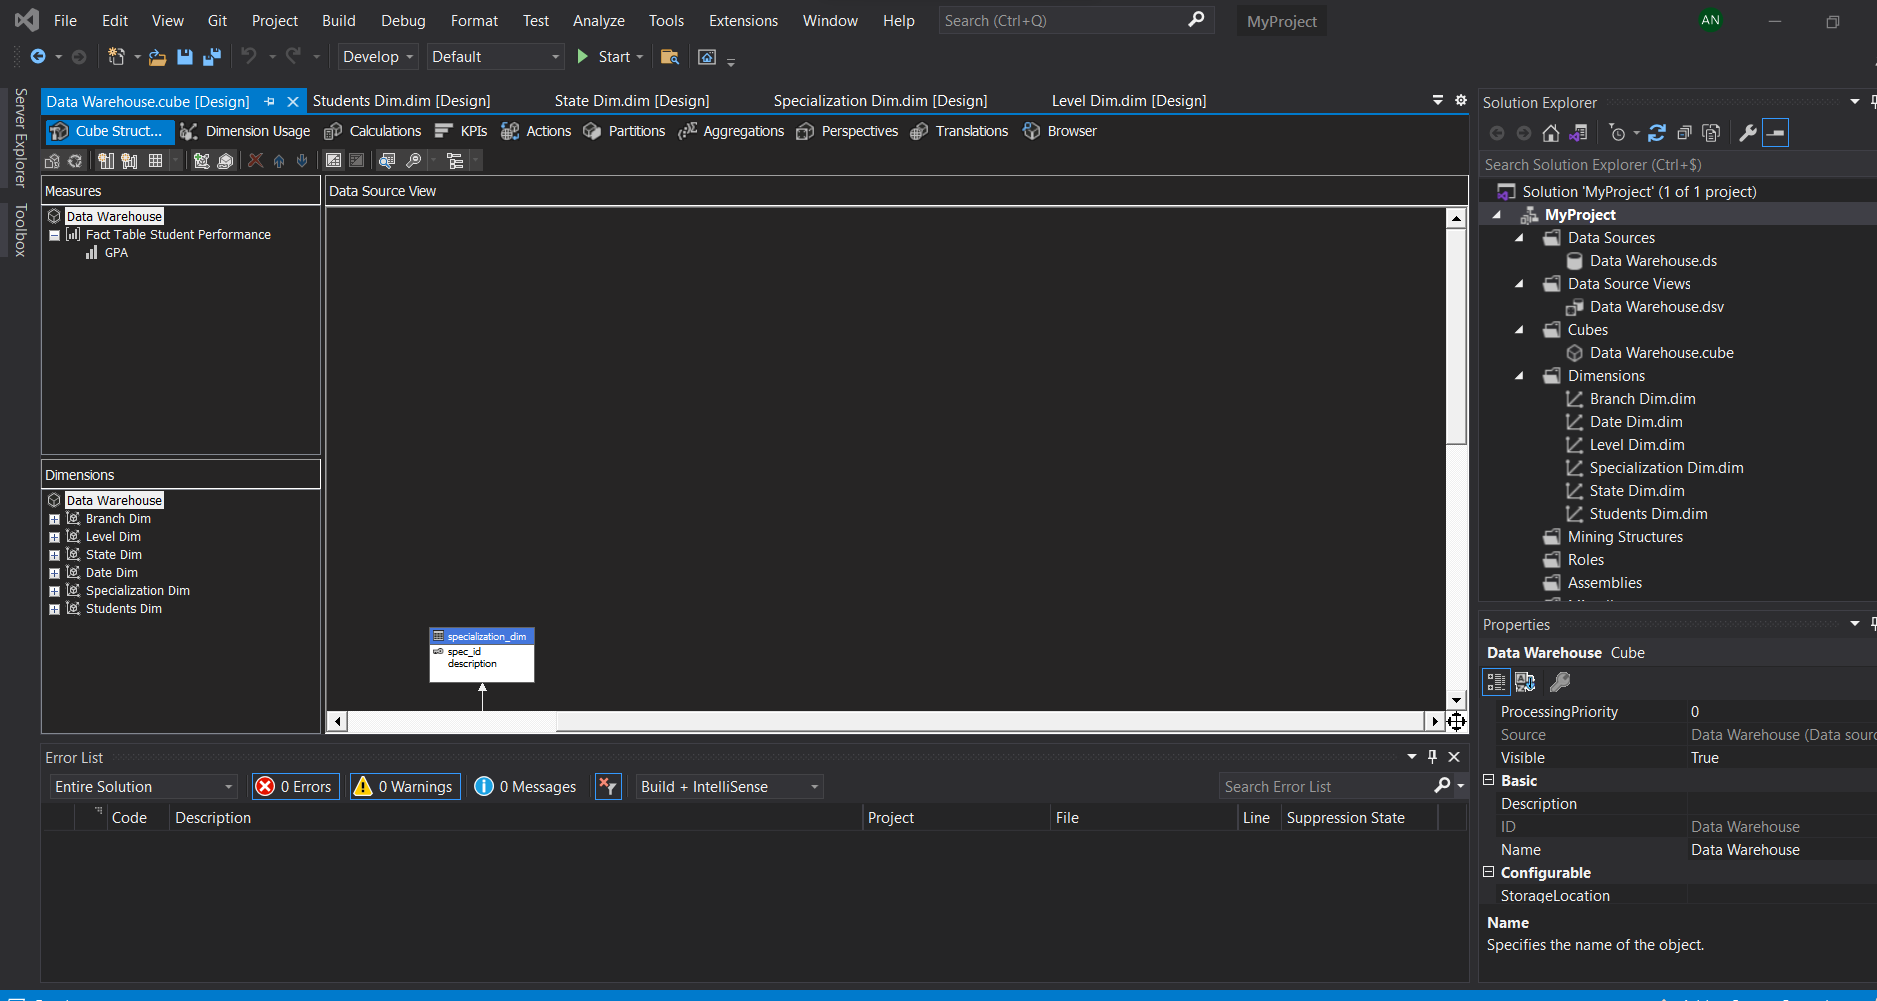 File Edit View Git Project Build Debug Format Test Analyze Tools Extensions Window Help Search (Ctrl+Q) MyProject AN
Develop Default Start
Server Explorer
Toolbox
Data Warehouse.cube [Design] Students Dim.dim [Design] State Dim.dim [Design] Specialization Dim.dim [Design] Level Dim.dim [Design]
Cube Struct... Dimension Usage Calculations KPIs Actions Partitions Aggregations Perspectives Translations Browser
Measures
Data Warehouse
Fact Table Student Performance
GPA
Dimensions
Data Warehouse
Branch Dim
Level Dim
State Dim
Date Dim
Specialization Dim
Students Dim
Data Source View
specialization_dim
spec_id
description
Error List
Entire Solution 0 Errors 0 Warnings 0 Messages Build + IntelliSense Search Error List
Code Description Project File Line Suppression State
Solution Explorer
Search Solution Explorer (Ctrl+$)
Solution 'MyProject' (1 of 1 project)
MyProject
Data Sources
Data Warehouse.ds
Data Source Views
Data Warehouse.dsv
Cubes
Data Warehouse.cube
Dimensions
Branch Dim.dim
Date Dim.dim
Level Dim.dim
Specialization Dim.dim
State Dim.dim
Students Dim.dim
Mining Structures
Roles
Assemblies
Properties
Data Warehouse Cube
ProcessingPriority 0
Source Data Warehouse (Data sour
Visible True
Basic
Description
ID Data Warehouse
Name Data Warehouse
Configurable
StorageLocation
Name
Specifies the name of the object.